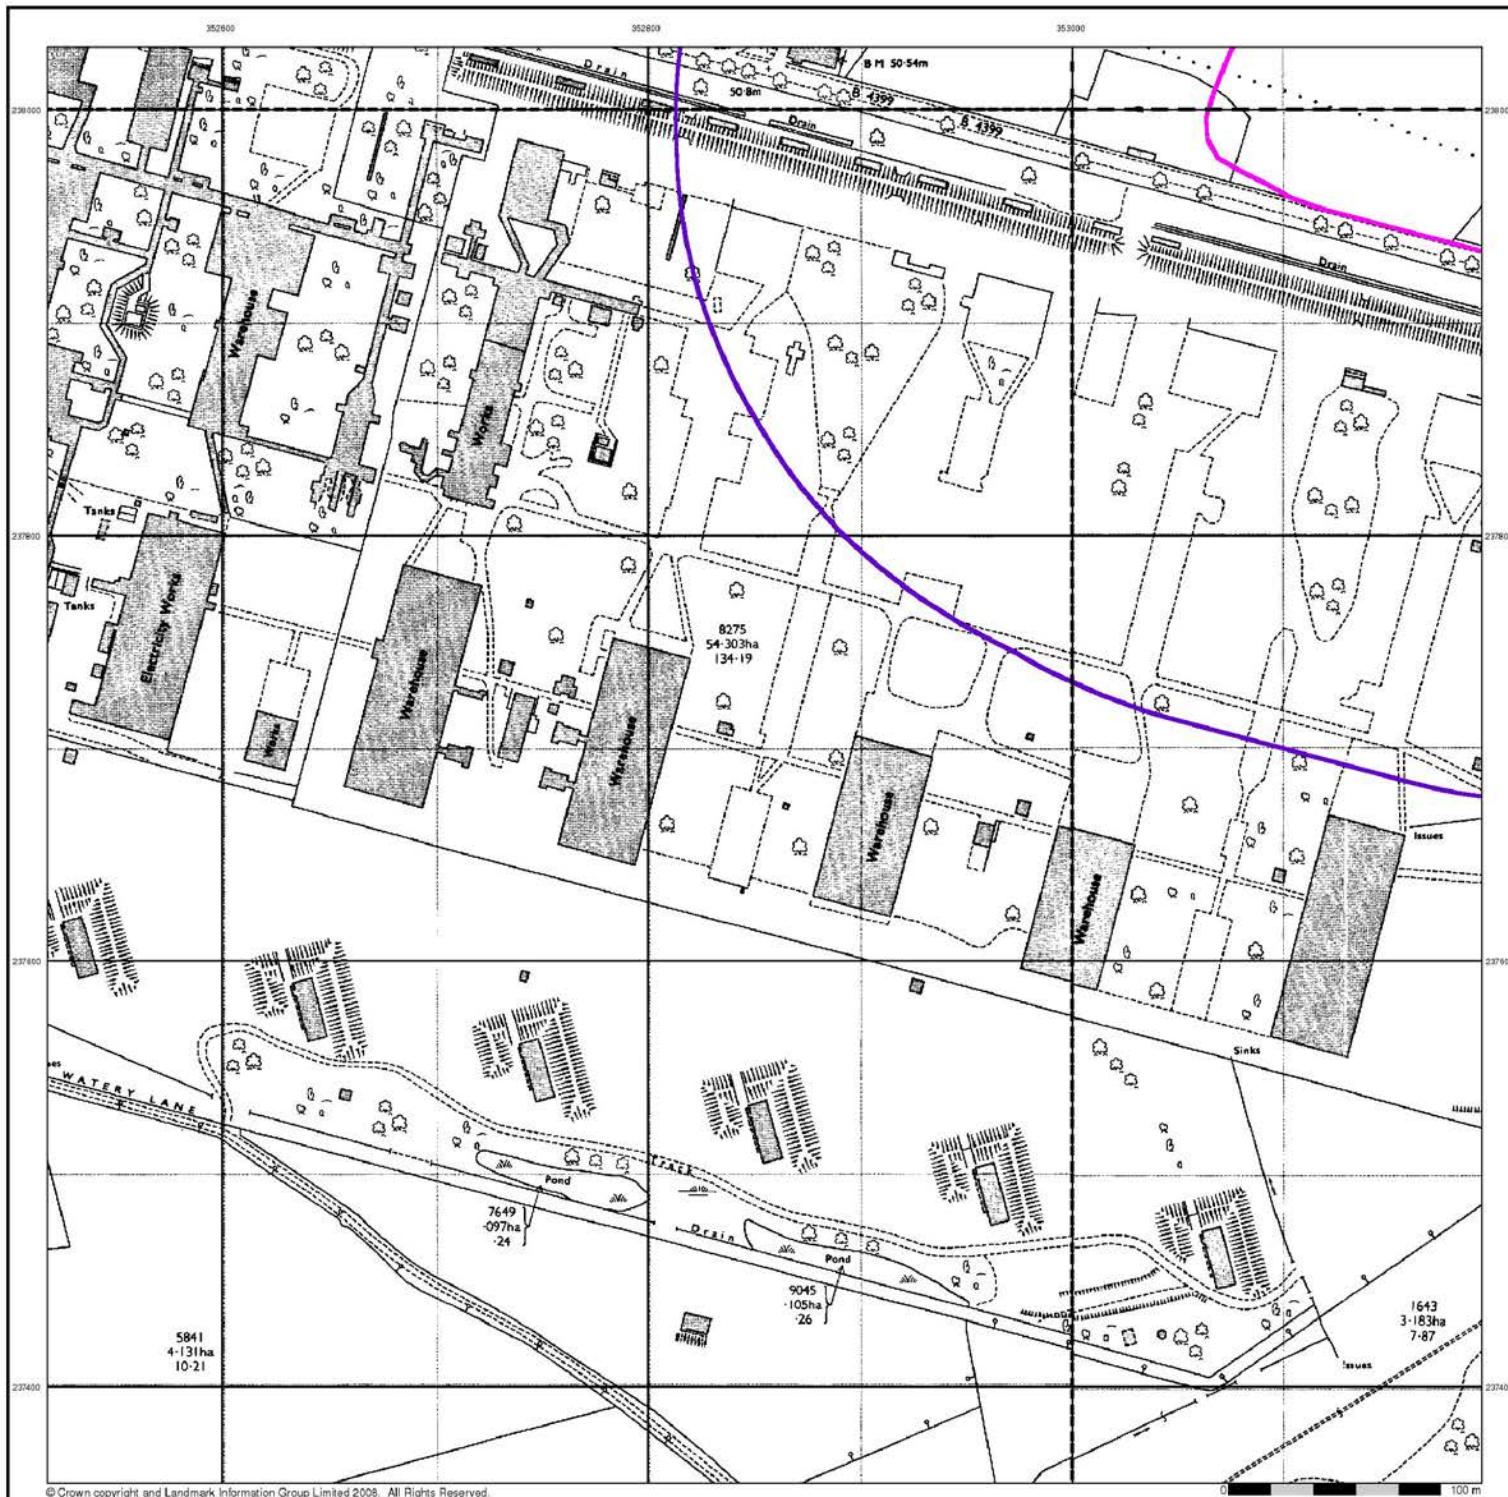 352600
352800
353000
Drain
B M 50·54m
50·8m
B 4399
238000
Drain
B 4399
Drain
Warehouse
Works
Tanks
237800
237800
Tanks
Electricity Works
8275
54·303ha
134·19
Warehouse
Works
Warehouse
Warehouse
Issues
Warehouse
237600
237600
Sinks
WATERY LANE
Track
Pond
7649
·097ha
·24
Drain
Pond
9045
·105ha
·26
5841
4·131ha
10·21
1643
3·183ha
7·87
Issues
237400
237400
© Crown copyright and Landmark Information Group Limited 2008. All Rights Reserved.
0
100 m